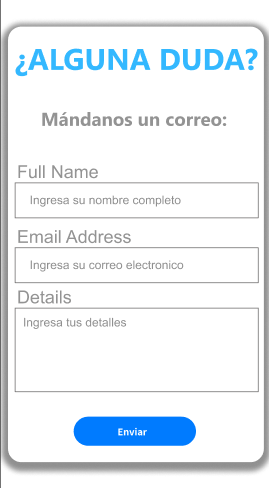 ¿ALGUNA DUDA?
Mándanos un correo:
Full Name
Ingresa su nombre completo
Email Address
Ingresa su correo electronico
Details
Ingresa tus detalles
Enviar